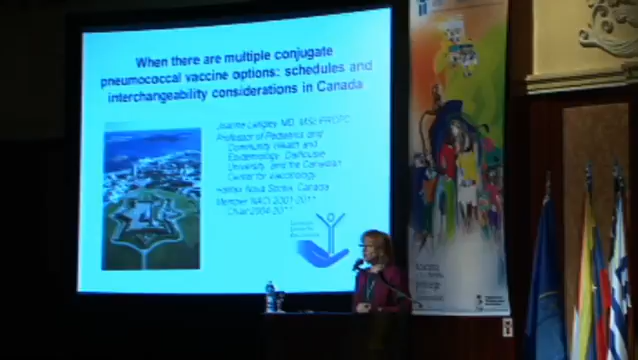 When there are multiple conjugate
pneumococcal vaccine options: schedules and
interchangeability considerations in Canada
Joanne Langley MD, MSc FRCPC
Professor of Pediatrics and
Community Health and
Epidemiology, Dalhousie
University, and the Canadian
Center for Vaccinology
Halifax Nova Scotia, Canada
Member NACI 2001-2011
Chair 2004-2011